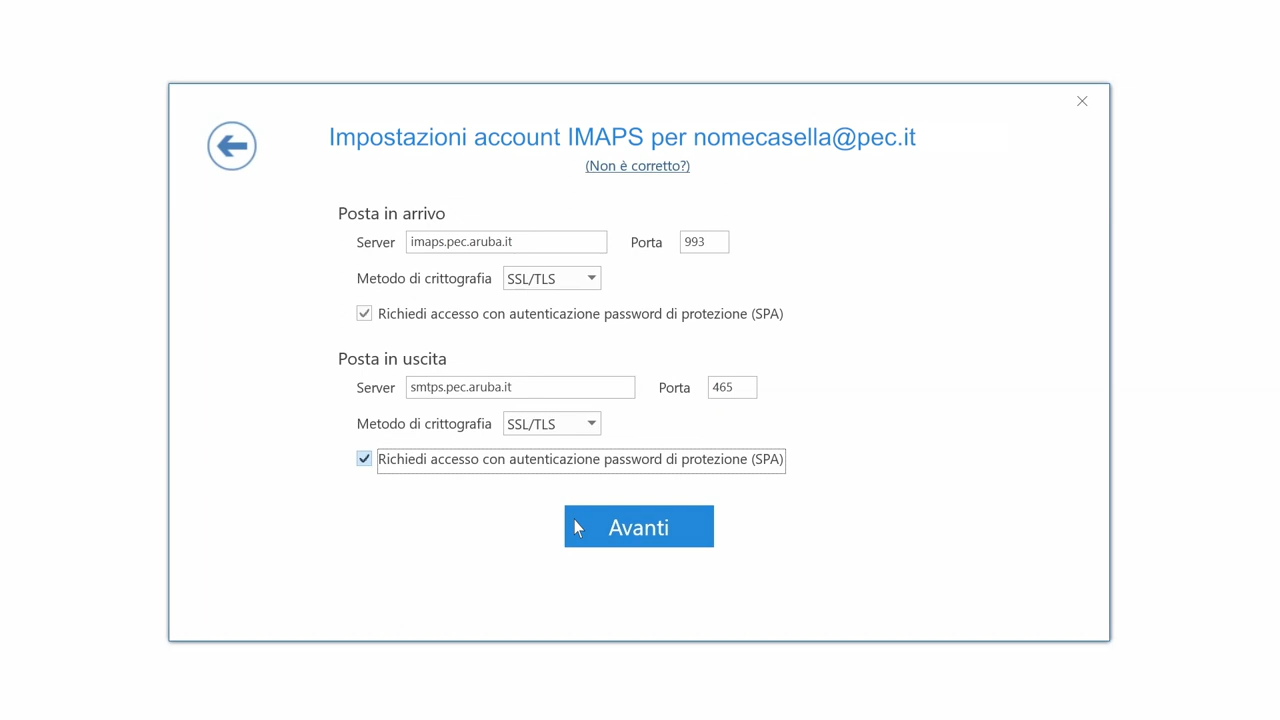 Impostazioni account IMAPS per nomecasella@pec.it
(Non è corretto?)
Posta in arrivo
Server imaps.pec.aruba.it Porta 993
Metodo di crittografia SSL/TLS
Richiedi accesso con autenticazione password di protezione (SPA)
Posta in uscita
Server smtps.pec.aruba.it Porta 465
Metodo di crittografia SSL/TLS
Richiedi accesso con autenticazione password di protezione (SPA)
Avanti